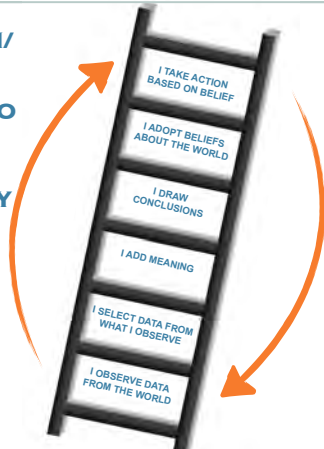 I/
O
Y
I TAKE ACTION
BASED ON BELIEF
I ADOPT BELIEFS
ABOUT THE WORLD
I DRAW
CONCLUSIONS
I ADD MEANING
I SELECT DATA FROM
WHAT I OBSERVE
I OBSERVE DATA
FROM THE WORLD